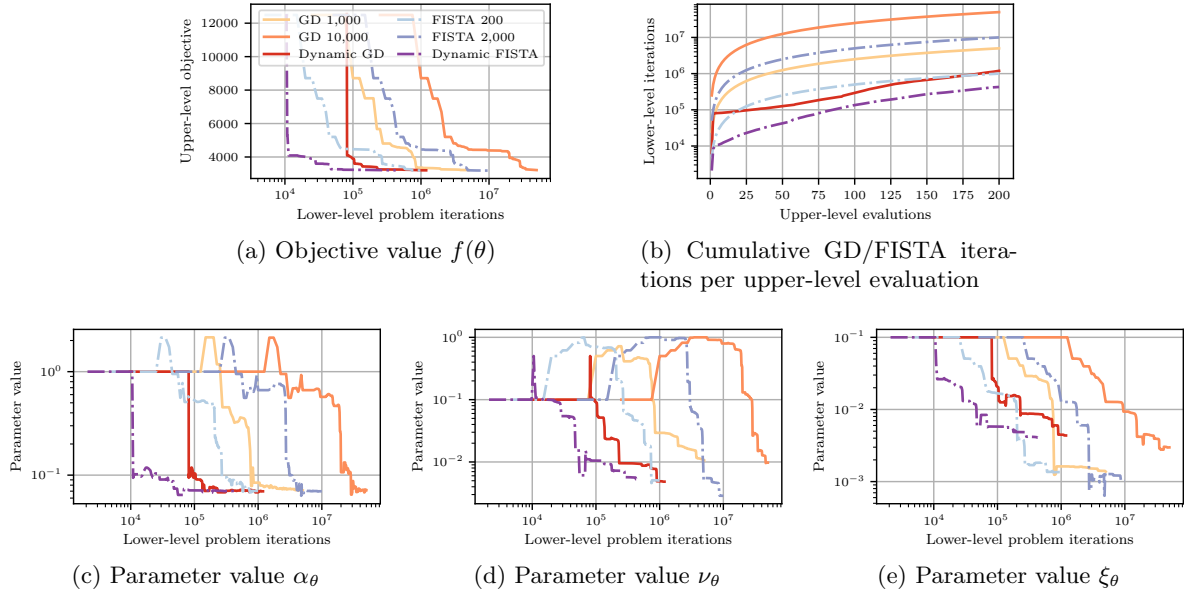 12000
10000
8000
6000
4000
Upper-level objective
GD 1,000
GD 10,000
Dynamic GD
FISTA 200
FISTA 2,000
Dynamic FISTA
10^4 10^5 10^6 10^7
Lower-level problem iterations
(a) Objective value f(θ)
10^7
10^6
10^5
10^4
Lower-level iterations
0 25 50 75 100 125 150 175 200
Upper-level evalutions
(b) Cumulative GD/FISTA itera-
tions per upper-level evaluation
10^0
10^−1
Parameter value
10^4 10^5 10^6 10^7
Lower-level problem iterations
(c) Parameter value α_θ
10^0
10^−1
10^−2
Parameter value
10^4 10^5 10^6 10^7
Lower-level problem iterations
(d) Parameter value ν_θ
10^−1
10^−2
10^−3
Parameter value
10^4 10^5 10^6 10^7
Lower-level problem iterations
(e) Parameter value ξ_θ